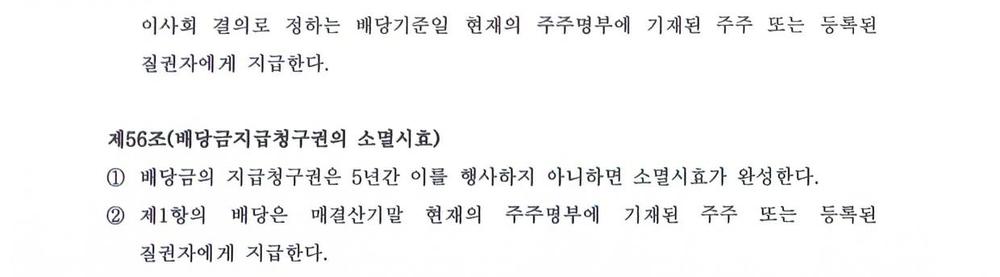 이사회 결의로 정하는 배당기준일 현재의 주주명부에 기재된 주주 또는 등록된
질권자에게 지급한다.
제56조(배당금지급청구권의 소멸시효)
① 배당금의 지급청구권은 5년간 이를 행사하지 아니하면 소멸시효가 완성한다.
② 제1항의 배당은 매결산기말 현재의 주주명부에 기재된 주주 또는 등록된
질권자에게 지급한다.